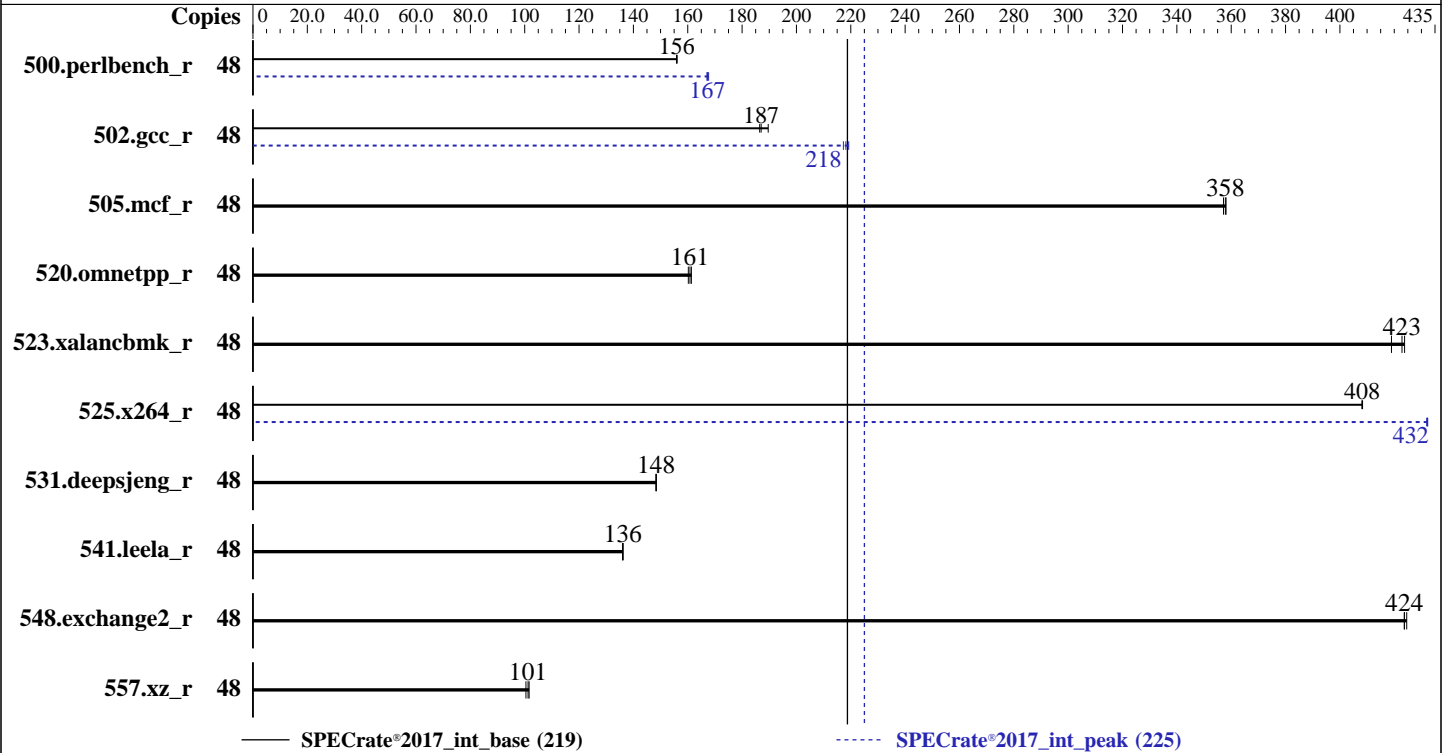 Copies 0 20.0 40.0 60.0 80.0 100 120 140 160 180 200 220 240 260 280 300 320 340 360 380 400 435
156
500.perlbench_r 48
167
187
502.gcc_r 48
218
358
505.mcf_r 48
161
520.omnetpp_r 48
423
523.xalancbmk_r 48
408
525.x264_r 48
432
148
531.deepsjeng_r 48
136
541.leela_r 48
424
548.exchange2_r 48
101
557.xz_r 48
SPECrate®2017_int_base (219) SPECrate®2017_int_peak (225)